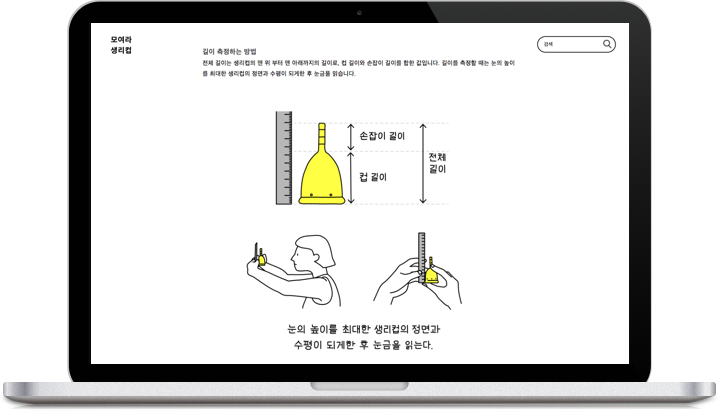 모여라
생리컵
검색
길이 측정하는 방법
전체 길이는 생리컵의 맨 위 부터 맨 아래까지의 길이로, 컵 길이와 손잡이 길이를 합한 값입니다. 길이를 측정할 때는 눈의 높이
를 최대한 생리컵의 정면과 수평이 되게한 후 눈금을 읽습니다.
손잡이 길이
전체
길이
컵 길이
눈의 높이를 최대한 생리컵의 정면과
수평이 되게한 후 눈금을 읽는다.